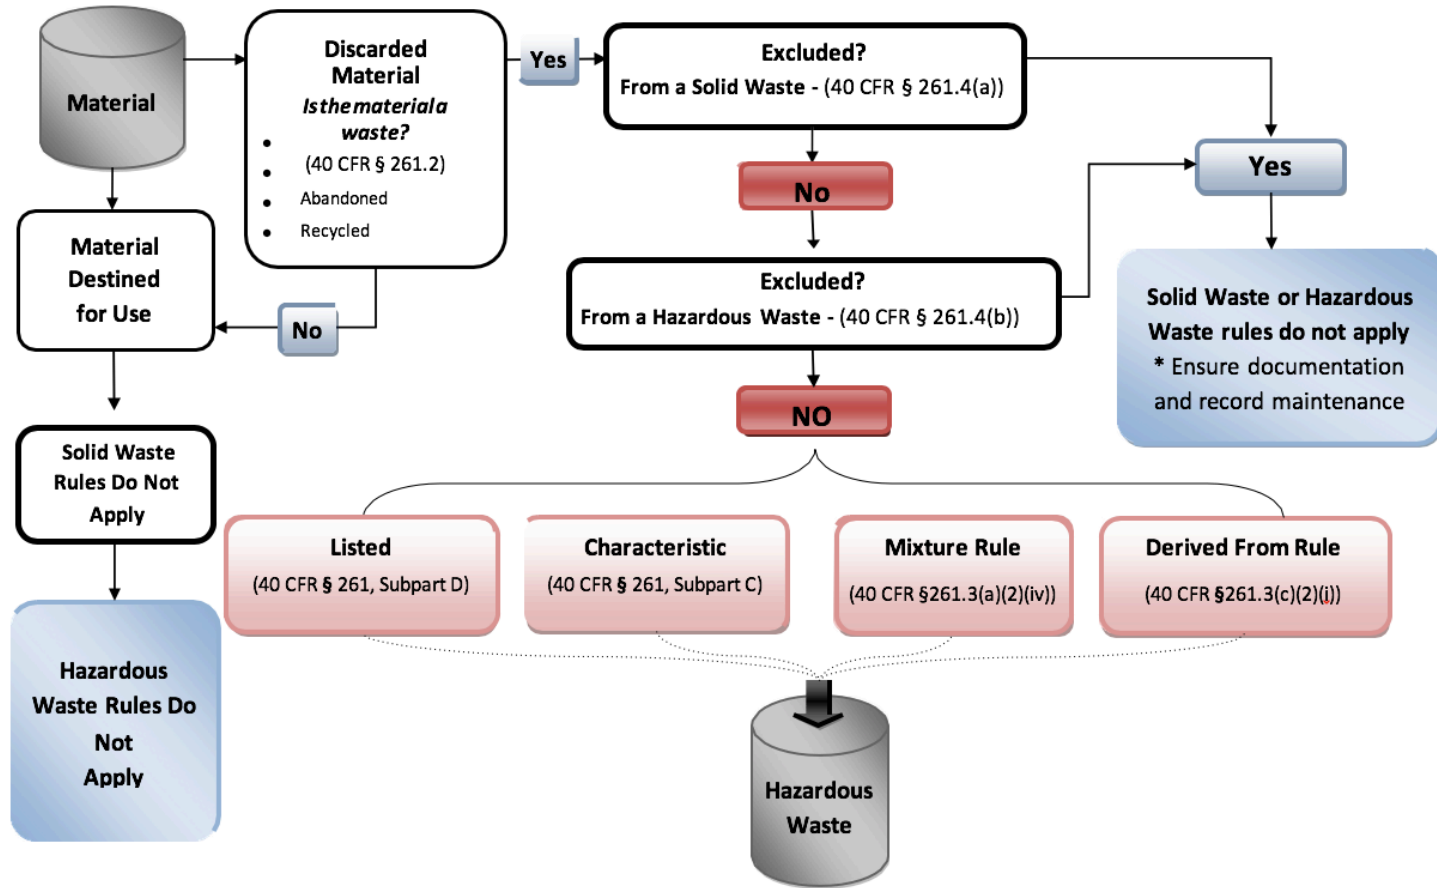 Material
Discarded
Material
Is the material a
waste?
(40 CFR § 261.2)
• Abandoned
• Recycled
Yes
Excluded?
From a Solid Waste - (40 CFR § 261.4(a))
No
Yes
Material
Destined
for Use
No
Excluded?
From a Hazardous Waste - (40 CFR § 261.4(b))
NO
Solid Waste or Hazardous
Waste rules do not apply
* Ensure documentation
and record maintenance
Solid Waste
Rules Do Not
Apply
Listed
(40 CFR § 261, Subpart D)
Characteristic
(40 CFR § 261, Subpart C)
Mixture Rule
(40 CFR §261.3(a)(2)(iv))
Derived From Rule
(40 CFR §261.3(c)(2)(i))
Hazardous
Waste Rules Do
Not
Apply
Hazardous
Waste